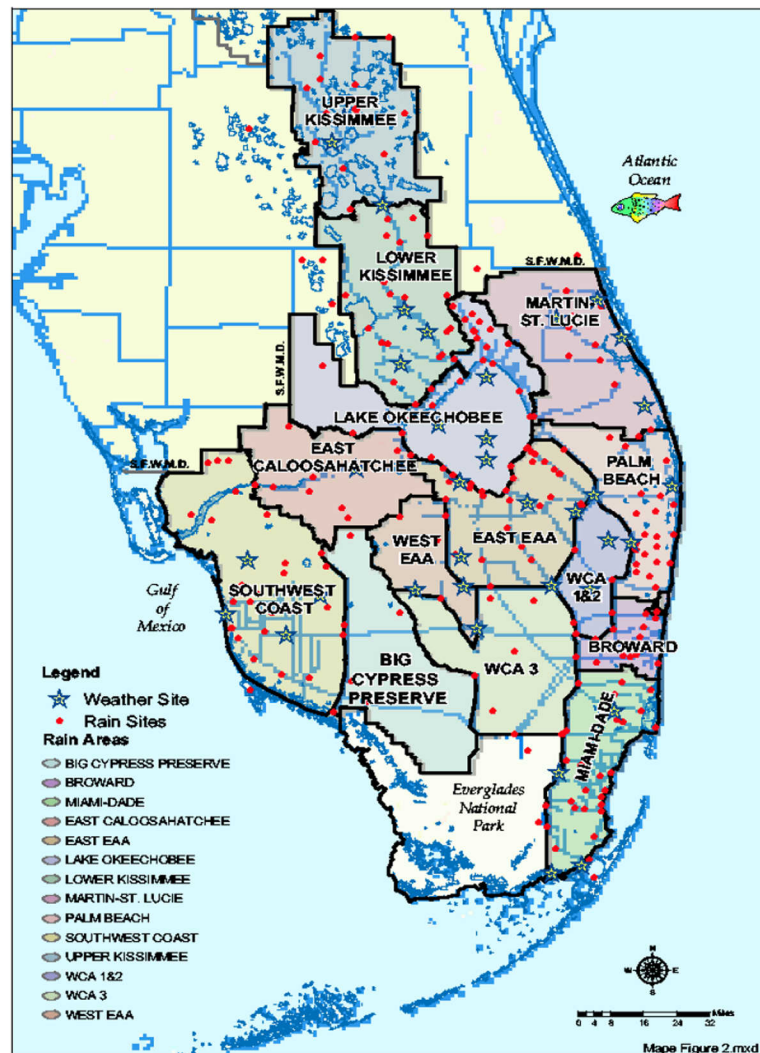 UPPER
KISSIMMEE
Atlantic
Ocean
LOWER
KISSIMMEE
S.F.W.M.D.
MARTIN
ST. LUCIE
S.F.W.M.D.
LAKE OKEECHOBEE
EAST
CALOOSAHATCHEE
S.F.W.M.D.
PALM
BEACH
WEST
EAA
EAST EAA
WCA
1&2
Gulf
of
Mexico
SOUTHWEST
COAST
BROWARD
BIG
CYPRESS
PRESERVE
WCA 3
MIAMI-DADE
Everglades
National
Park
Legend
Weather Site
Rain Sites
Rain Areas
BIG CYPRESS PRESERVE
BROWARD
MIAMI-DADE
EAST CALOOSAHATCHEE
EAST EAA
LAKE OKEECHOBEE
LOWER KISSIMMEE
MARTIN-ST. LUCIE
PALM BEACH
SOUTHWEST COAST
UPPER KISSIMMEE
WCA 1&2
WCA 3
WEST EAA
N
W E
S
Miles
0 4 8 16 24 32
Mape Figure 2.mxd